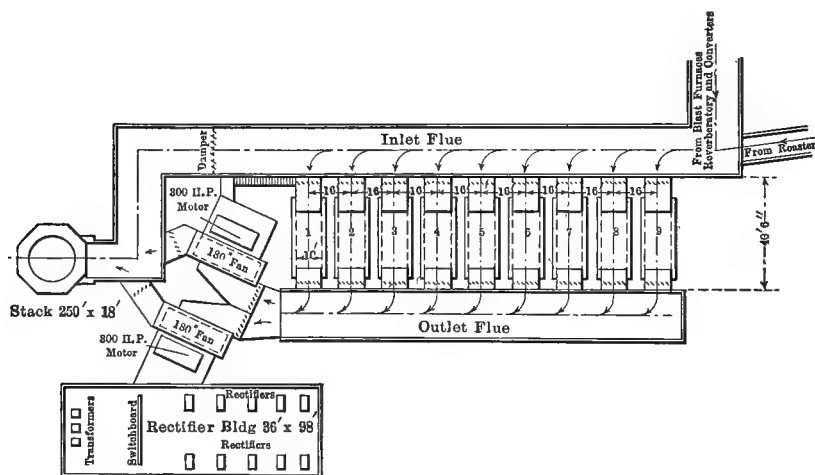 Inlet Flue
Damper
From Blast Furnaces
Reverberatory and Converters
From Roaster
16 16 16 16 16 16 16 16
300 H.P.
Motor
180" Fan
1 2 3 4 5 6 7 8 9
10'
40'6"
Stack 250' x 18'
180" Fan
300 H.P.
Motor
Outlet Flue
Transformers
Switchboard
Rectifiers
Rectifier Bldg 36' x 98'
Rectifiers